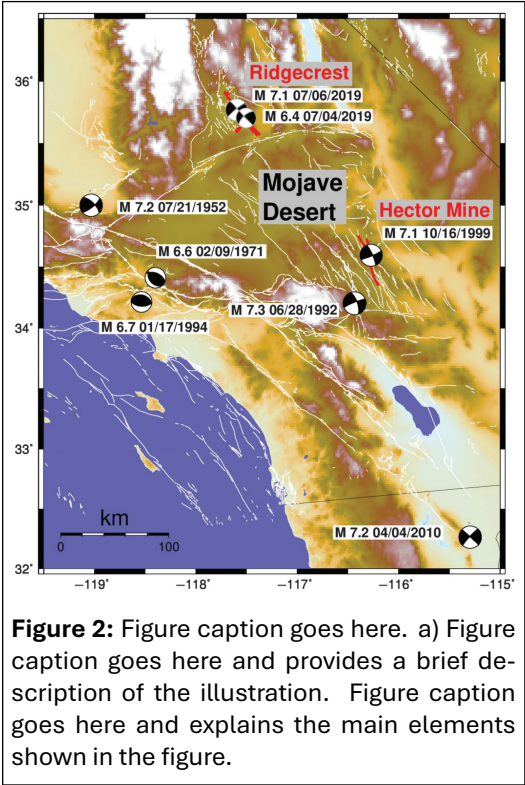 36°
Ridgecrest
M 7.1 07/06/2019
M 6.4 07/04/2019
Mojave
Desert
35°
M 7.2 07/21/1952
Hector Mine
M 7.1 10/16/1999
M 6.6 02/09/1971
M 7.3 06/28/1992
34°
M 6.7 01/17/1994
33°
km
0 100
M 7.2 04/04/2010
32°
−119° −118° −117° −116° −115°
Figure 2: Figure caption goes here. a) Figure
caption goes here and provides a brief de-
scription of the illustration. Figure caption
goes here and explains the main elements
shown in the figure.